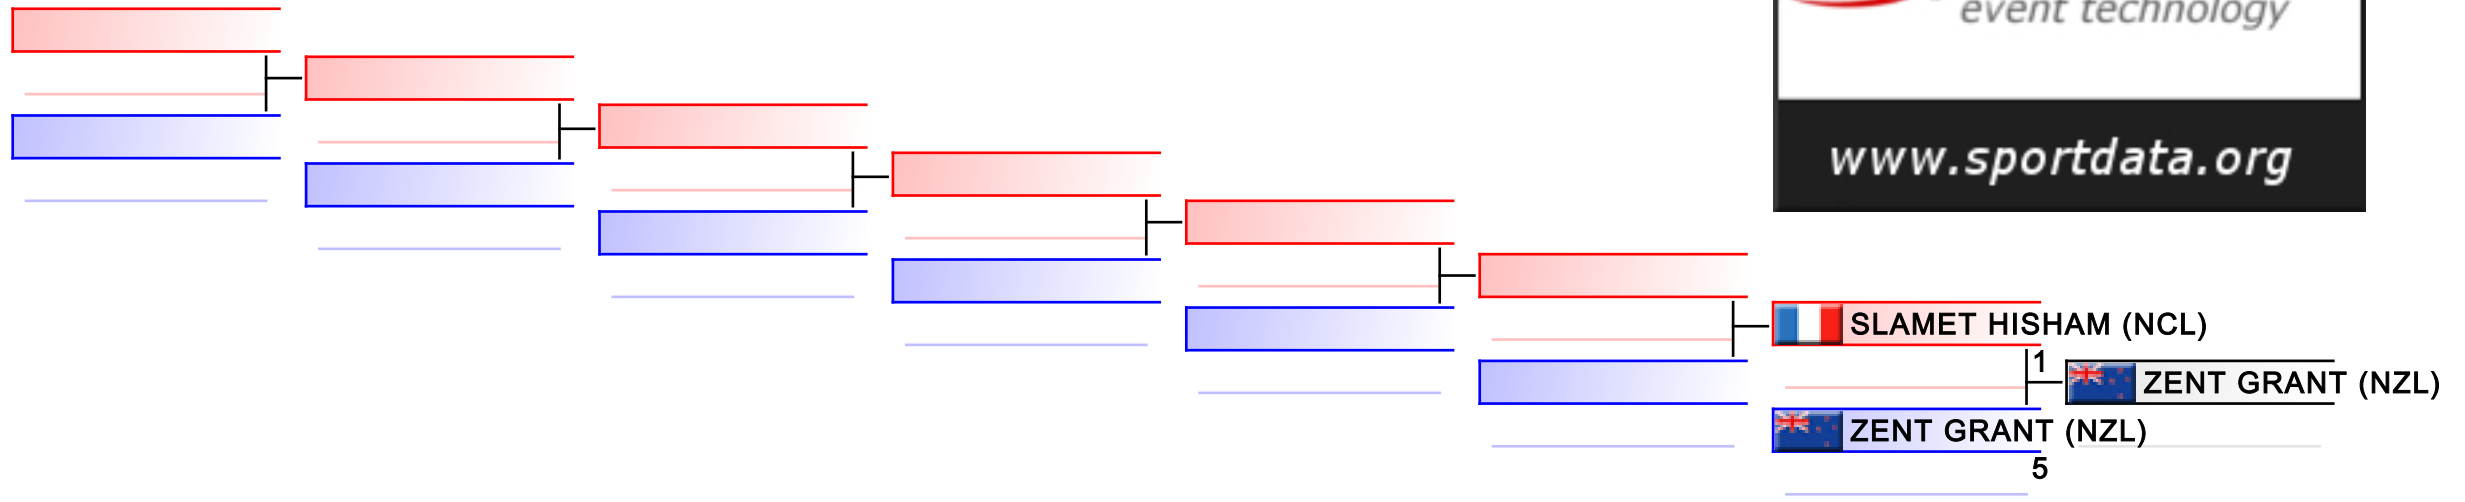 event technology
www.sportdata.org
SLAMET HISHAM (NCL)
1
ZENT GRANT (NZL)
ZENT GRANT (NZL)
5